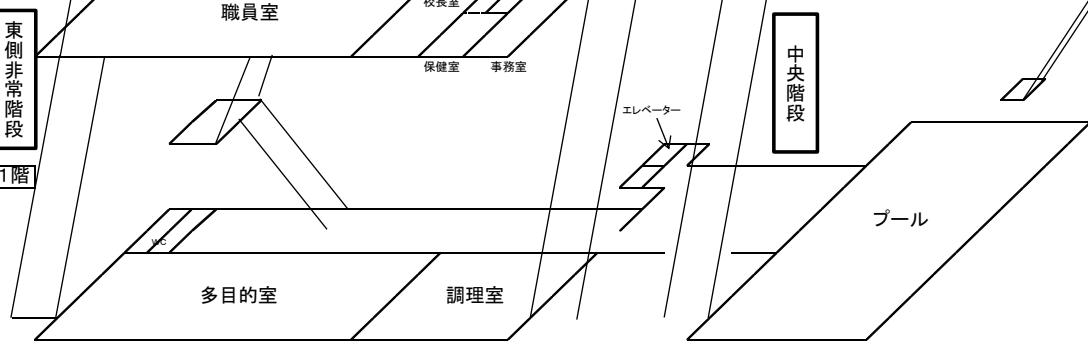 職員室
校長室
保健室
事務室
東側非常階段
中央階段
エレベーター
1階
プール
WC
多目的室
調理室